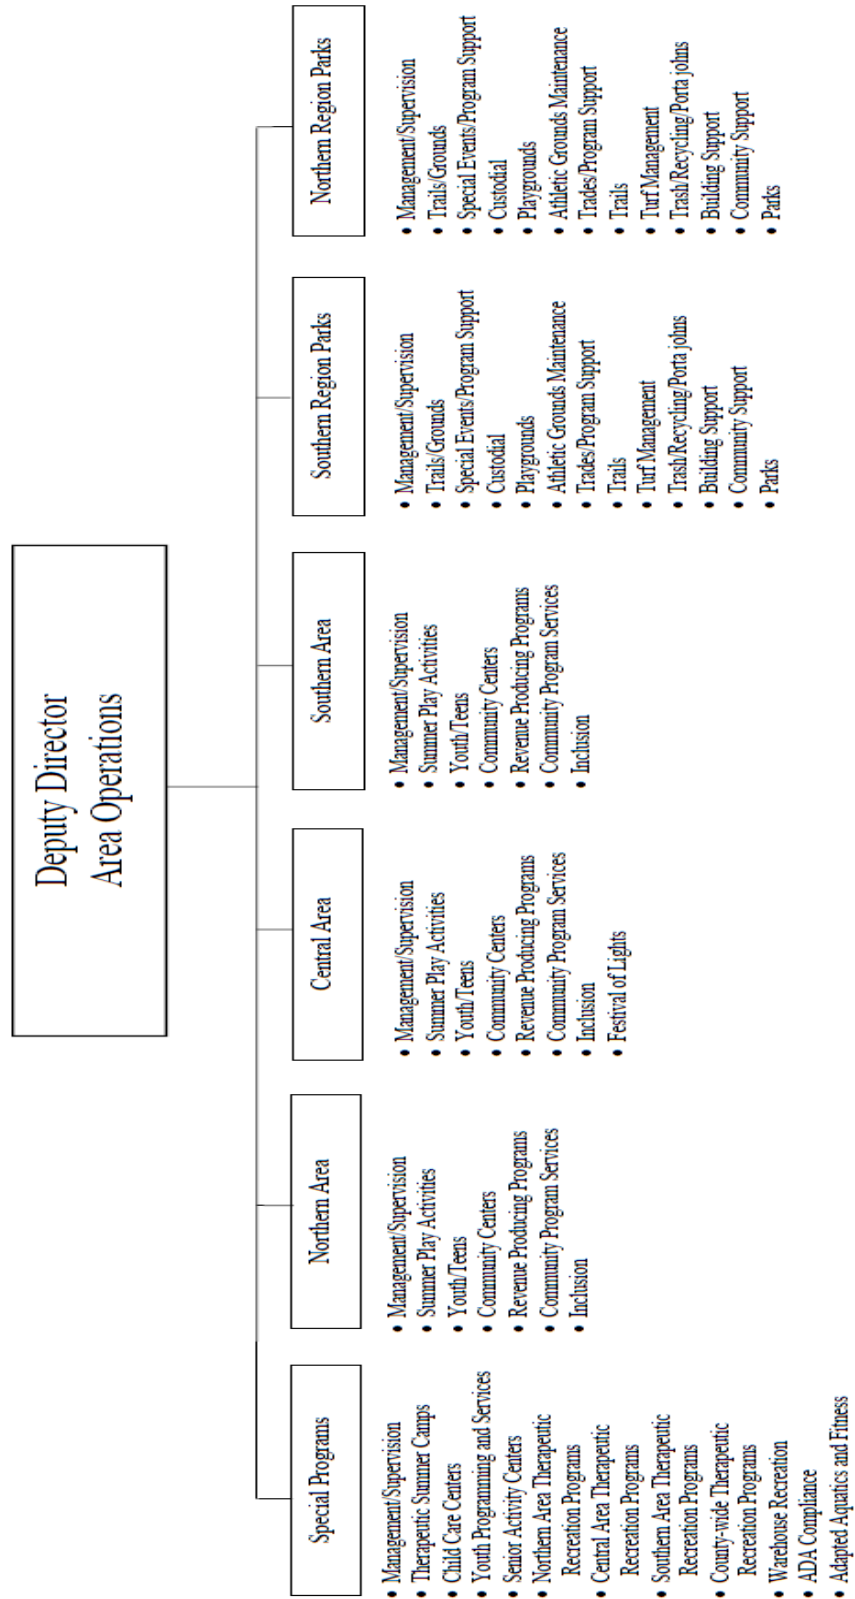 Deputy Director
Area Operations
Special Programs
• Management/Supervision
• Therapeutic Summer Camps
• Child Care Centers
• Youth Programming and Services
• Senior Activity Centers
• Northern Area Therapeutic
Recreation Programs
• Central Area Therapeutic
Recreation Programs
• Southern Area Therapeutic
Recreation Programs
• County-wide Therapeutic
Recreation Programs
• Warehouse Recreation
• ADA Compliance
• Adapted Aquatics and Fitness
Northern Area
• Management/Supervision
• Summer Play Activities
• Youth/Teens
• Community Centers
• Revenue Producing Programs
• Community Program Services
• Inclusion
Central Area
• Management/Supervision
• Summer Play Activities
• Youth/Teens
• Community Centers
• Revenue Producing Programs
• Community Program Services
• Inclusion
• Festival of Lights
Southern Area
• Management/Supervision
• Summer Play Activities
• Youth/Teens
• Community Centers
• Revenue Producing Programs
• Community Program Services
• Inclusion
Southern Region Parks
• Management/Supervision
• Trails/Grounds
• Special Events/Program Support
• Custodial
• Playgrounds
• Athletic Grounds Maintenance
• Trades/Program Support
• Trails
• Turf Management
• Trash/Recycling/Porta johns
• Building Support
• Community Support
• Parks
Northern Region Parks
• Management/Supervision
• Trails/Grounds
• Special Events/Program Support
• Custodial
• Playgrounds
• Athletic Grounds Maintenance
• Trades/Program Support
• Trails
• Turf Management
• Trash/Recycling/Porta johns
• Building Support
• Community Support
• Parks